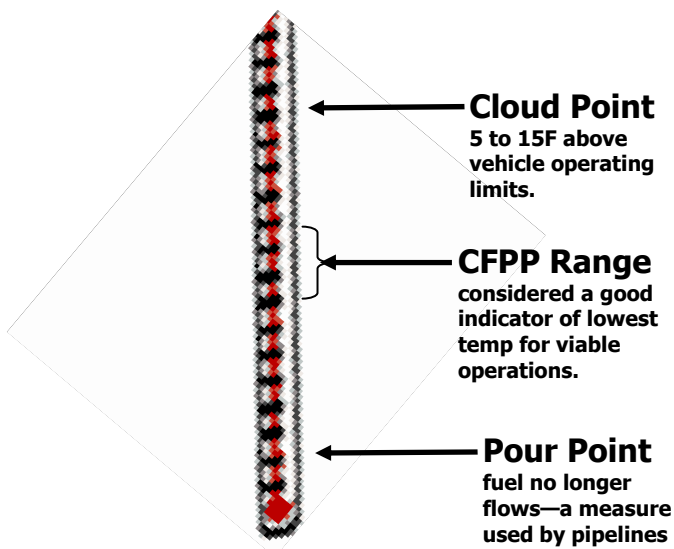 Cloud Point
5 to 15F above
vehicle operating
limits.
CFPP Range
considered a good
indicator of lowest
temp for viable
operations.
Pour Point
fuel no longer
flows—a measure
used by pipelines